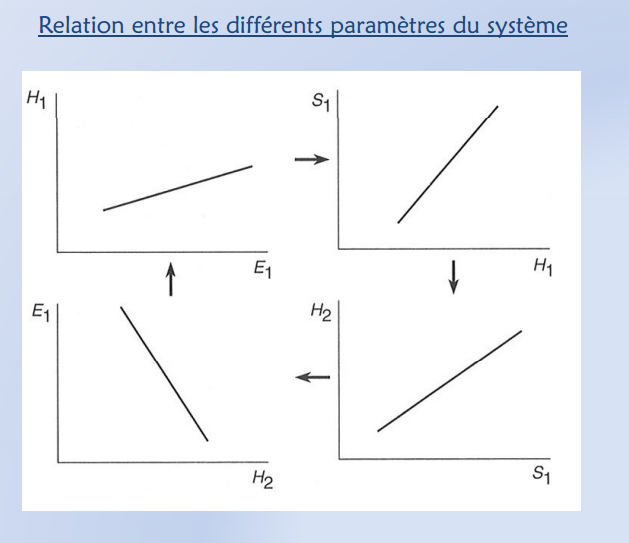 Relation entre les différents paramètres du système
H1
S1
E1
H1
E1
H2
H2
S1